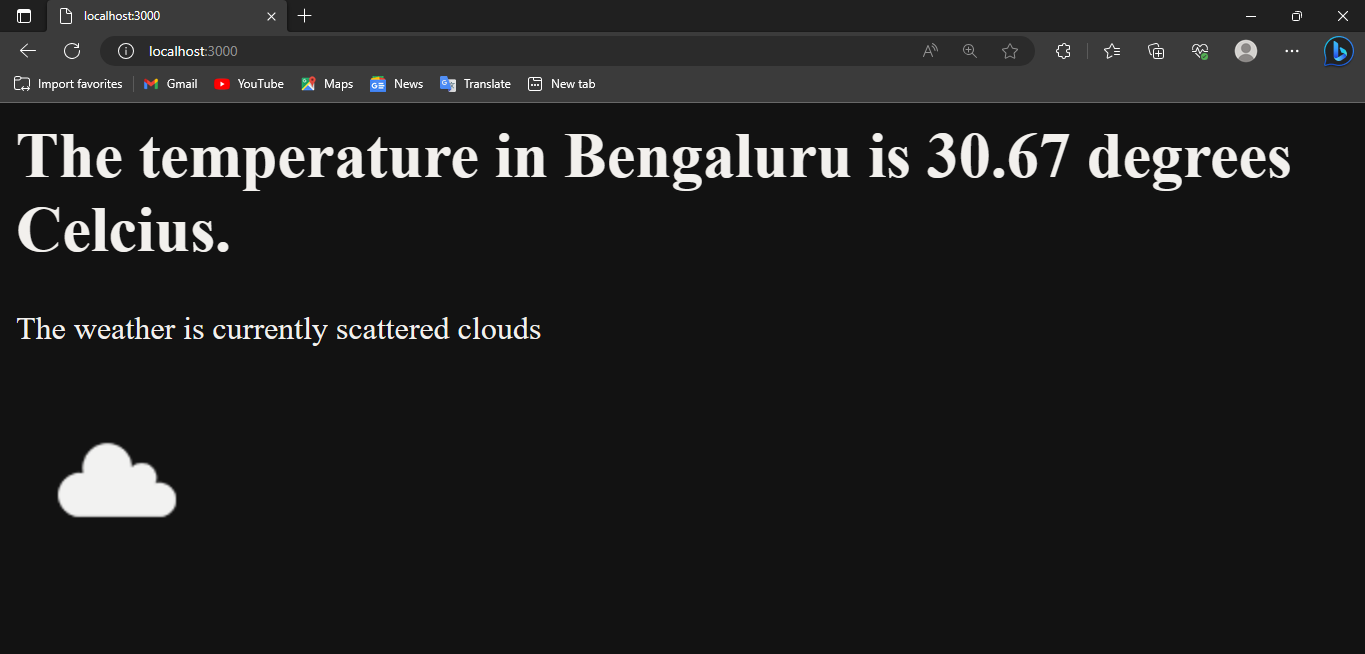 localhost:3000
localhost:3000
Import favorites Gmail YouTube Maps News Translate New tab
The temperature in Bengaluru is 30.67 degrees
Celcius.
The weather is currently scattered clouds